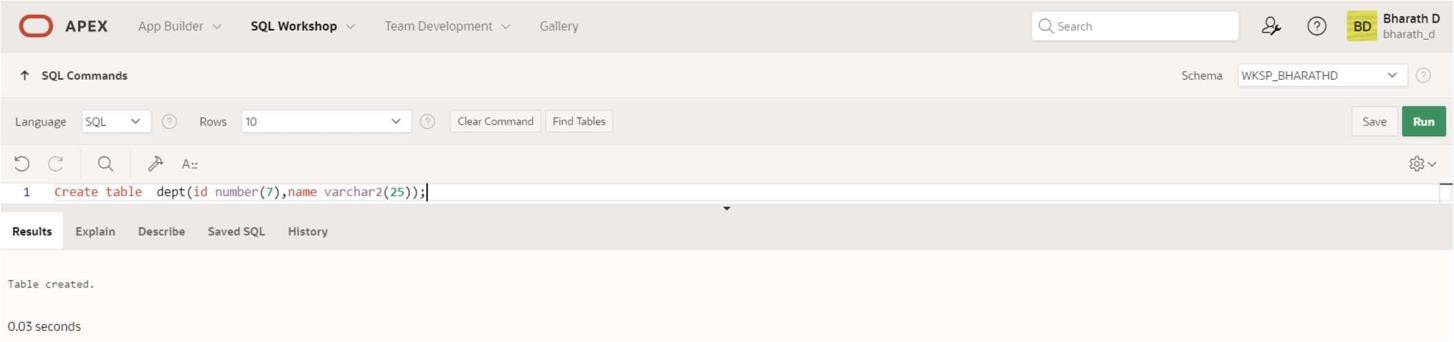 APEX App Builder SQL Workshop Team Development Gallery Search BD Bharath D
bharath_d
SQL Commands Schema WKSP_BHARATHD
Language SQL Rows 10 Clear Command Find Tables Save Run
A::
1 Create table  dept(id number(7),name varchar2(25));
Results Explain Describe Saved SQL History
Table created.
0.03 seconds